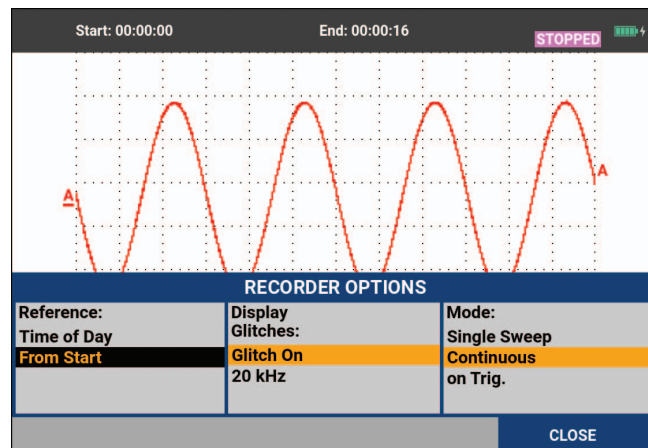 Start: 00:00:00 End: 00:00:16
STOPPED
A
A
RECORDER OPTIONS
Reference:
Time of Day
From Start
Display
Glitches:
Glitch On
20 kHz
Mode:
Single Sweep
Continuous
on Trig.
CLOSE